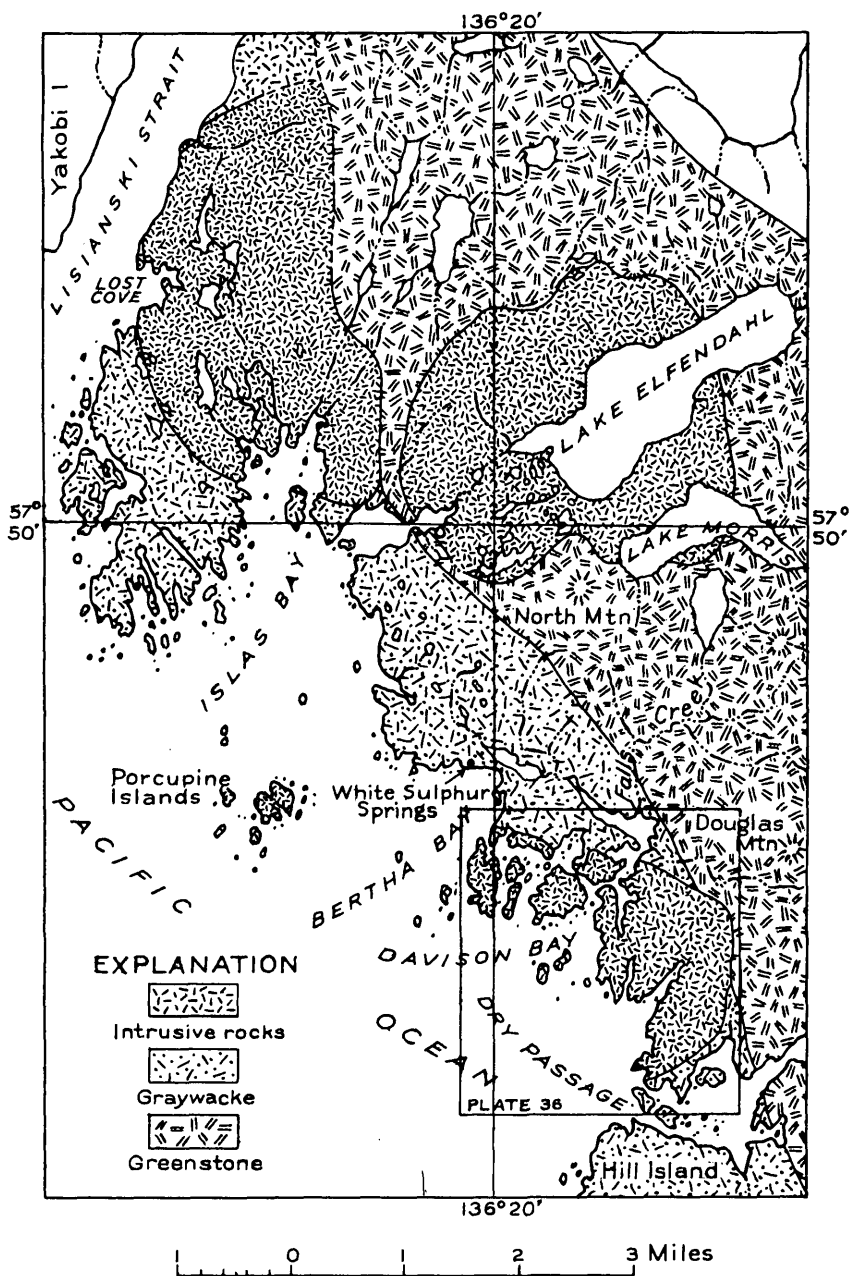 136° 20'
Yakobi I
LISIANSKI STRAIT
LOST
COVE
LAKE ELFENDAHL
57°
50'
57°
50'
LAKE MORRIS
North Mtn
ISLAS BAY
Creek
Porcupine
Islands
White Sulphur
Springs
Douglas
Mtn
PACIFIC
BERTHA BAY
DAVISON BAY
EXPLANATION
Intrusive rocks
Graywacke
Greenstone
OCEAN
DRY PASSAGE
PLATE 36
Hill Island
136° 20'
1 0 1 2 3 Miles